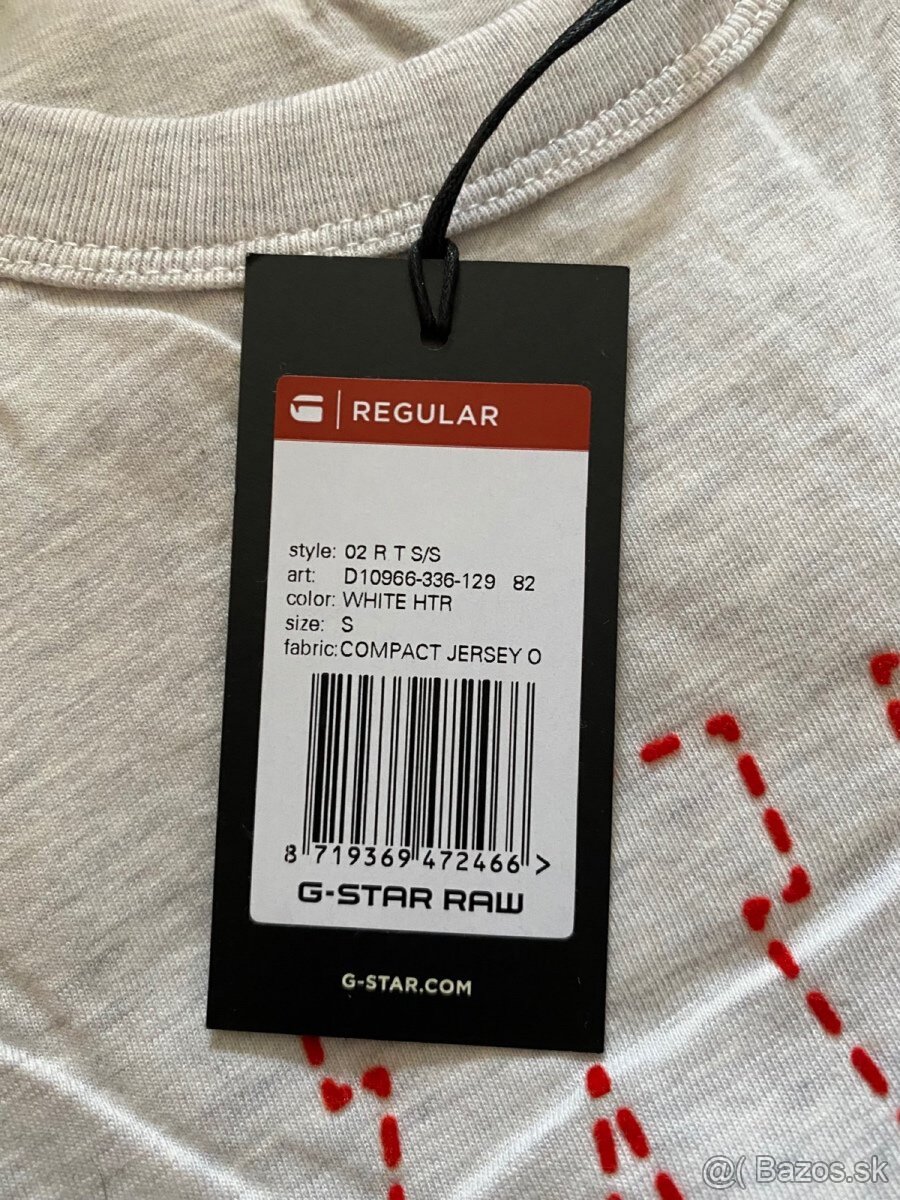 REGULAR
style: 02 R T S/S
art: D10966-336-129 82
color: WHITE HTR
size: S
fabric: COMPACT JERSEY O
8 719369 472466 >
G-STAR RAW
G-STAR.COM
@( Bazos.sk